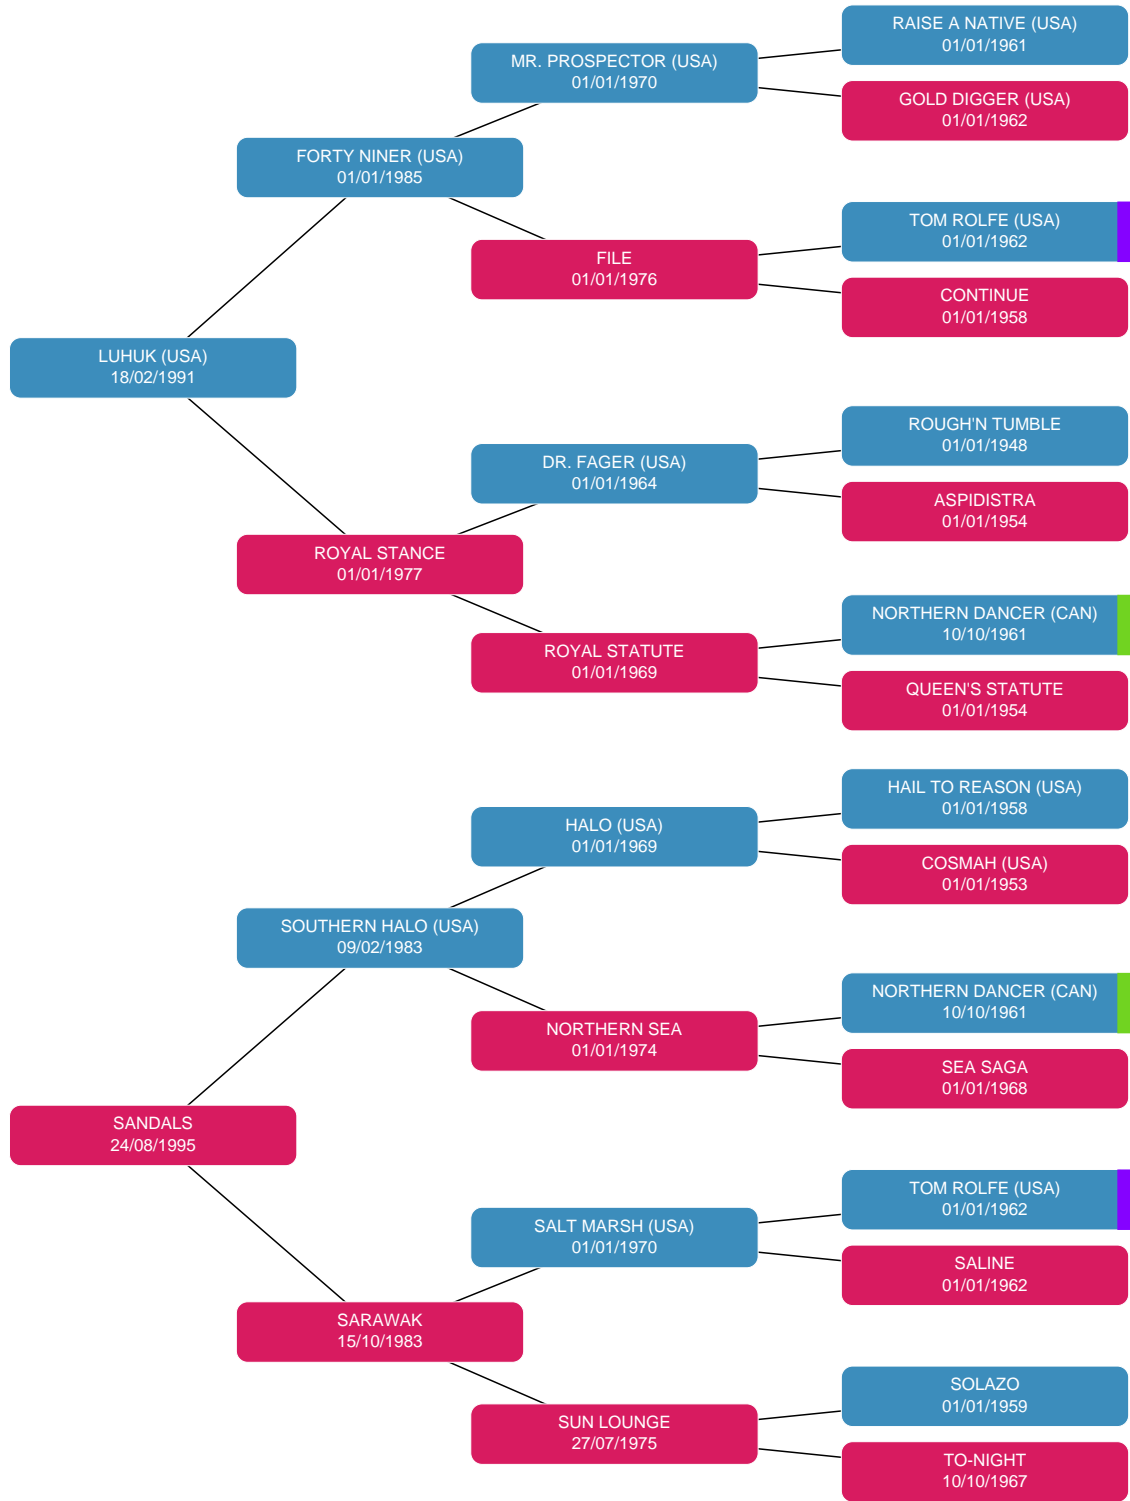 RAISE A NATIVE (USA)
01/01/1961
MR. PROSPECTOR (USA)
01/01/1970
GOLD DIGGER (USA)
01/01/1962
FORTY NINER (USA)
01/01/1985
TOM ROLFE (USA)
01/01/1962
FILE
01/01/1976
CONTINUE
01/01/1958
LUHUK (USA)
18/02/1991
ROUGH'N TUMBLE
01/01/1948
DR. FAGER (USA)
01/01/1964
ASPIDISTRA
01/01/1954
ROYAL STANCE
01/01/1977
NORTHERN DANCER (CAN)
10/10/1961
ROYAL STATUTE
01/01/1969
QUEEN'S STATUTE
01/01/1954
HAIL TO REASON (USA)
01/01/1958
HALO (USA)
01/01/1969
COSMAH (USA)
01/01/1953
SOUTHERN HALO (USA)
09/02/1983
NORTHERN DANCER (CAN)
10/10/1961
NORTHERN SEA
01/01/1974
SEA SAGA
01/01/1968
SANDALS
24/08/1995
TOM ROLFE (USA)
01/01/1962
SALT MARSH (USA)
01/01/1970
SALINE
01/01/1962
SARAWAK
15/10/1983
SOLAZO
01/01/1959
SUN LOUNGE
27/07/1975
TO-NIGHT
10/10/1967